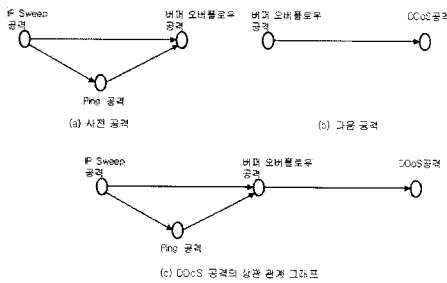 IP Sweep
공격
버퍼 오버플로우
공격
Ping 공격
(a) 사전 공격
버퍼 오버플로우
공격
DDoS공격
(b) 다음 공격
IP Sweep
공격
버퍼 오버플로우
공격
DDoS공격
Ping 공격
(c) DDoS 공격의 상관 관계 그래프